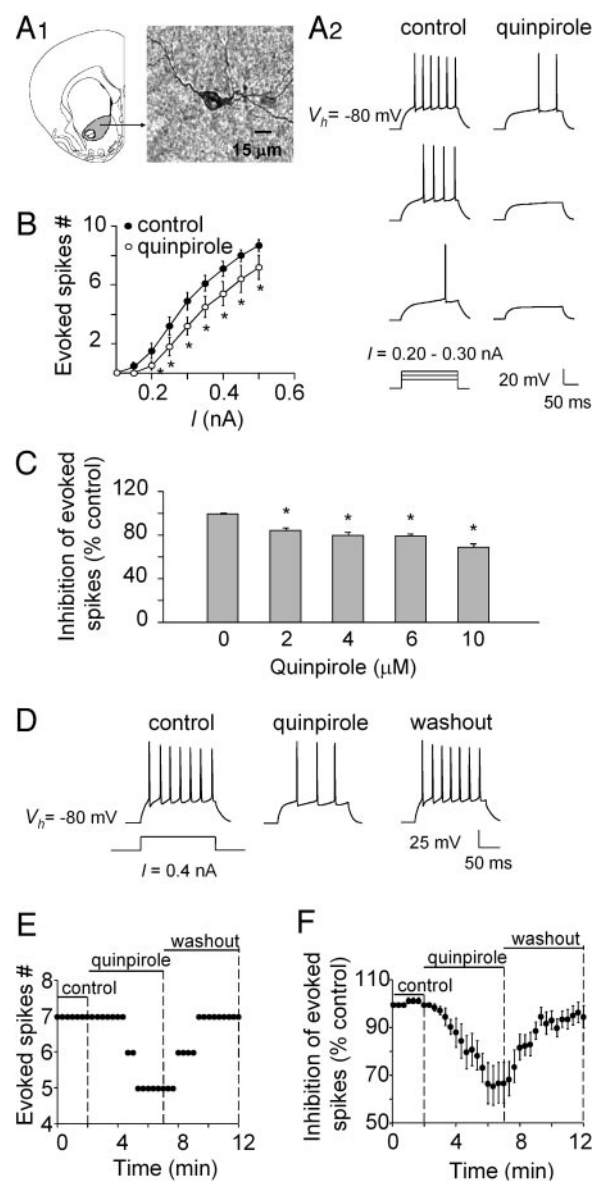 A1
15 μm
A2
control quinpirole
Vh= -80 mV
I = 0.20 - 0.30 nA
20 mV
50 ms
B
control
quinpirole
Evoked spikes #
10
6
2
0.2 0.4 0.6
* * * * * * *
I (nA)
C
Inhibition of evoked
spikes (% control)
120
80
40
0
* * * *
0 2 4 6 10
Quinpirole (μM)
D
control quinpirole washout
Vh= -80 mV
I = 0.4 nA
25 mV
50 ms
E
washout
quinpirole
control
Evoked spikes #
8
7
6
5
4
0 4 8 12
Time (min)
F
washout
quinpirole
control
Inhibition of evoked
spikes (% control)
110
90
70
50
0 4 8 12
Time (min)